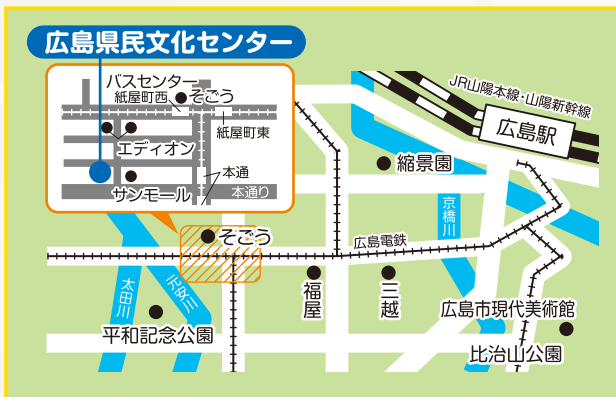 広島県民文化センター
バスセンター
紙屋町西
そごう
紙屋町東
エディオン
本通
サンモール
本通り
JR山陽本線・山陽新幹線
広島駅
縮景園
京橋川
そごう
広島電鉄
太田川
元安川
福屋
三越
平和記念公園
広島市現代美術館
比治山公園